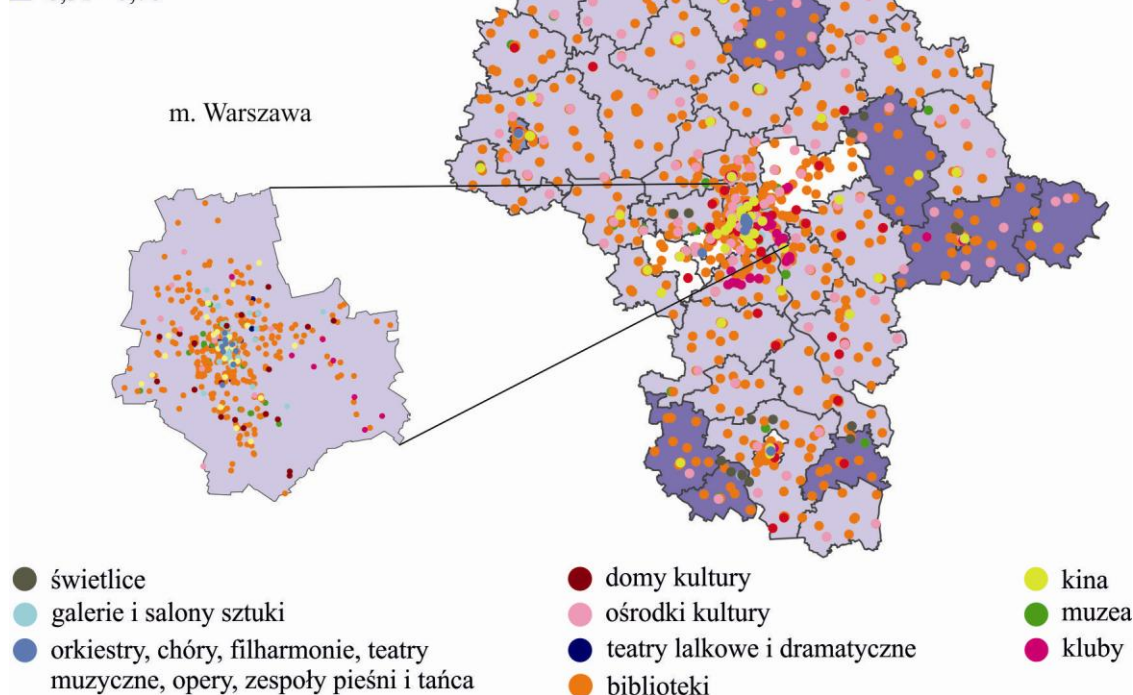 m. Warszawa
świetlice
galerie i salony sztuki
orkiestry, chóry, filharmonie, teatry
muzyczne, opery, zespoły pieśni i tańca
domy kultury
ośrodki kultury
teatry lalkowe i dramatyczne
biblioteki
kina
muzea
kluby